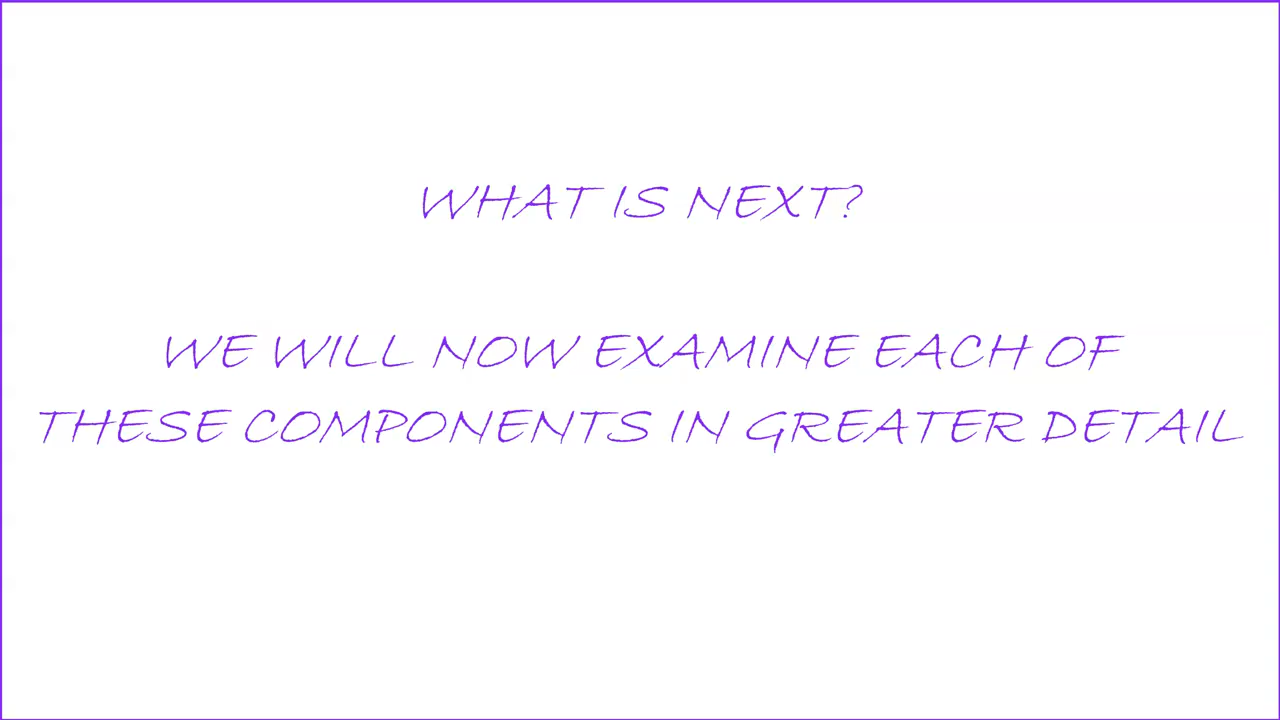 WHAT IS NEXT?
WE WILL NOW EXAMINE EACH OF
THESE COMPONENTS IN GREATER DETAIL